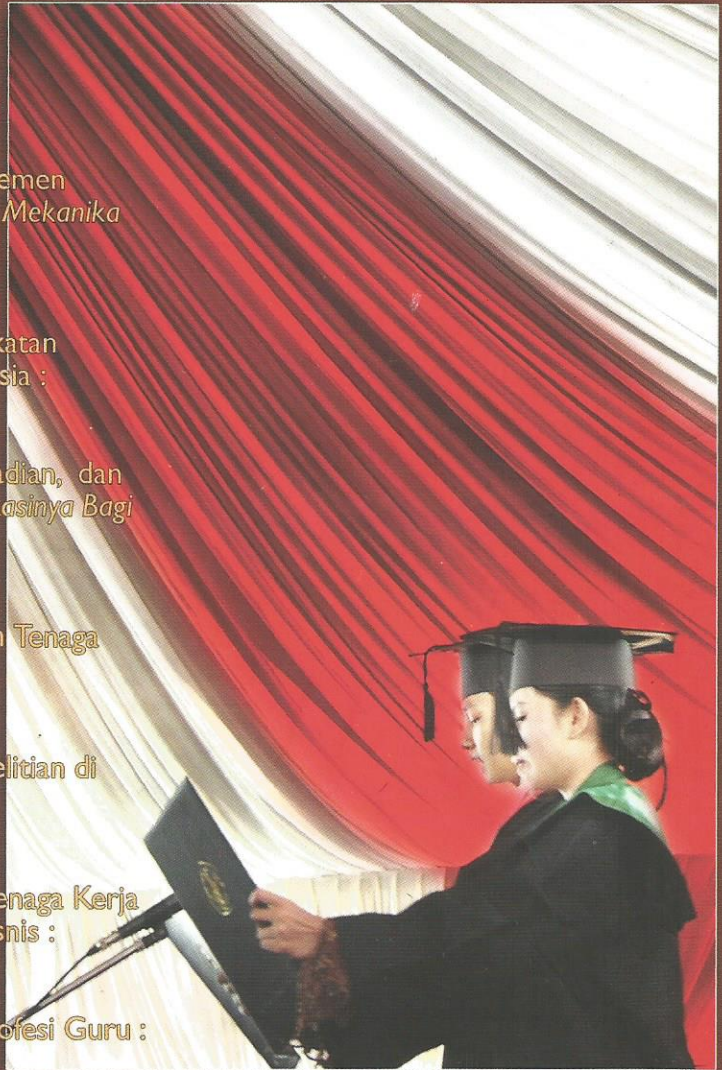 emen
Mekanika
katan
sia :
adian, dan
asinya Bagi
n Tenaga
elitian di
enaga Kerja
snis :
ofesi Guru :